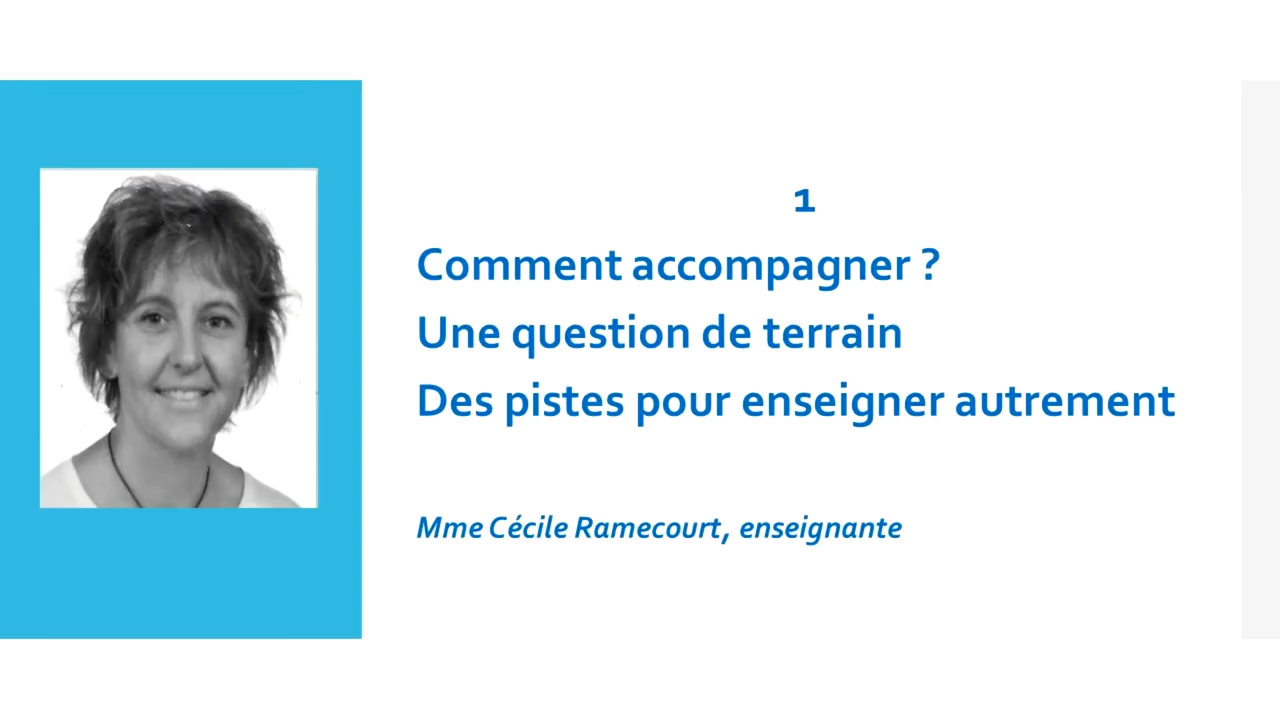 1
Comment accompagner ?
Une question de terrain
Des pistes pour enseigner autrement
Mme Cécile Ramecourt, enseignante